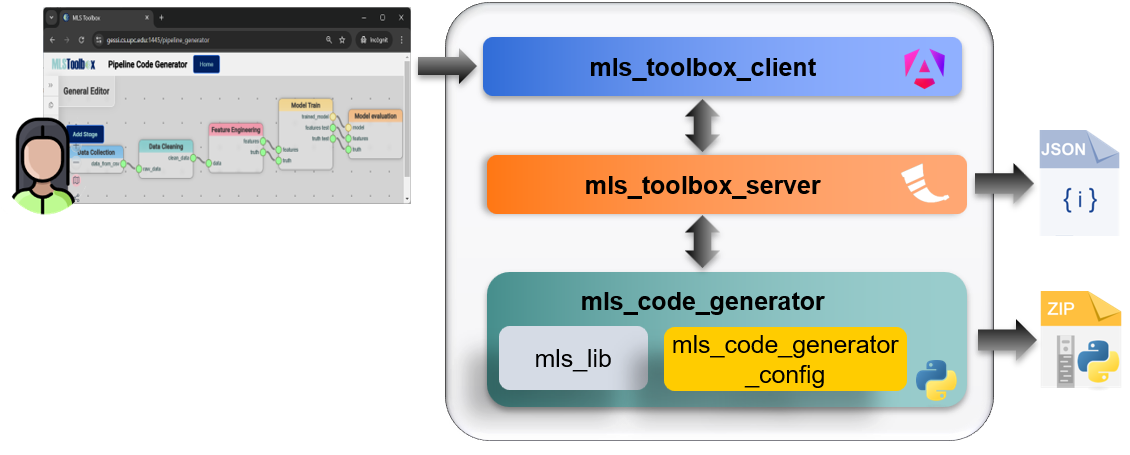 MLS Toolbox
gessi.cs.upc.edu:1445/pipeline_generator
Incógnit
MLSToolbox
Pipeline Code Generator
Home
General Editor
Add Stage
Data Collection
data_from_csv
Data Cleaning
clean_data
raw_data
Feature Engineering
features
truth
data
Model Train
trained_model
features test
truth test
features
truth
Model evaluation
model
features
truth
mls_toolbox_client
mls_toolbox_server
mls_code_generator
mls_lib
mls_code_generator
_config
JSON
{ i }
ZIP